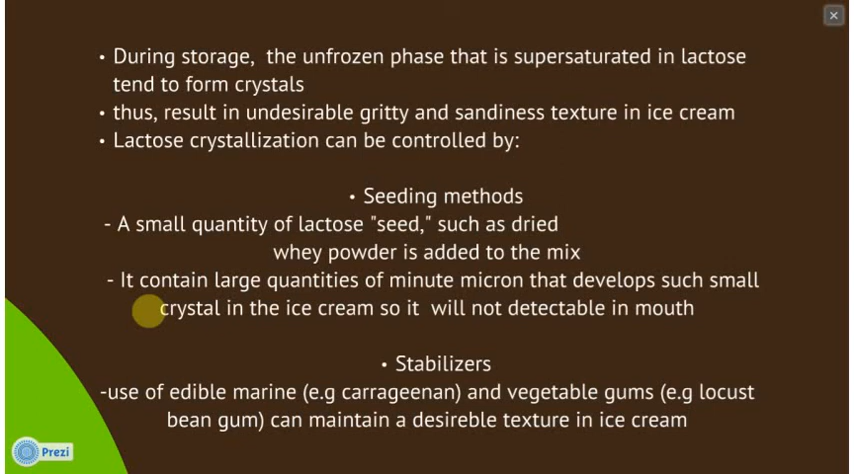 • During storage, the unfrozen phase that is supersaturated in lactose
tend to form crystals
• thus, result in undesirable gritty and sandiness texture in ice cream
• Lactose crystallization can be controlled by:
• Seeding methods
- A small quantity of lactose "seed," such as dried
whey powder is added to the mix
- It contain large quantities of minute micron that develops such small
crystal in the ice cream so it will not detectable in mouth
• Stabilizers
-use of edible marine (e.g carrageenan) and vegetable gums (e.g locust
bean gum) can maintain a desireble texture in ice cream
Prezi